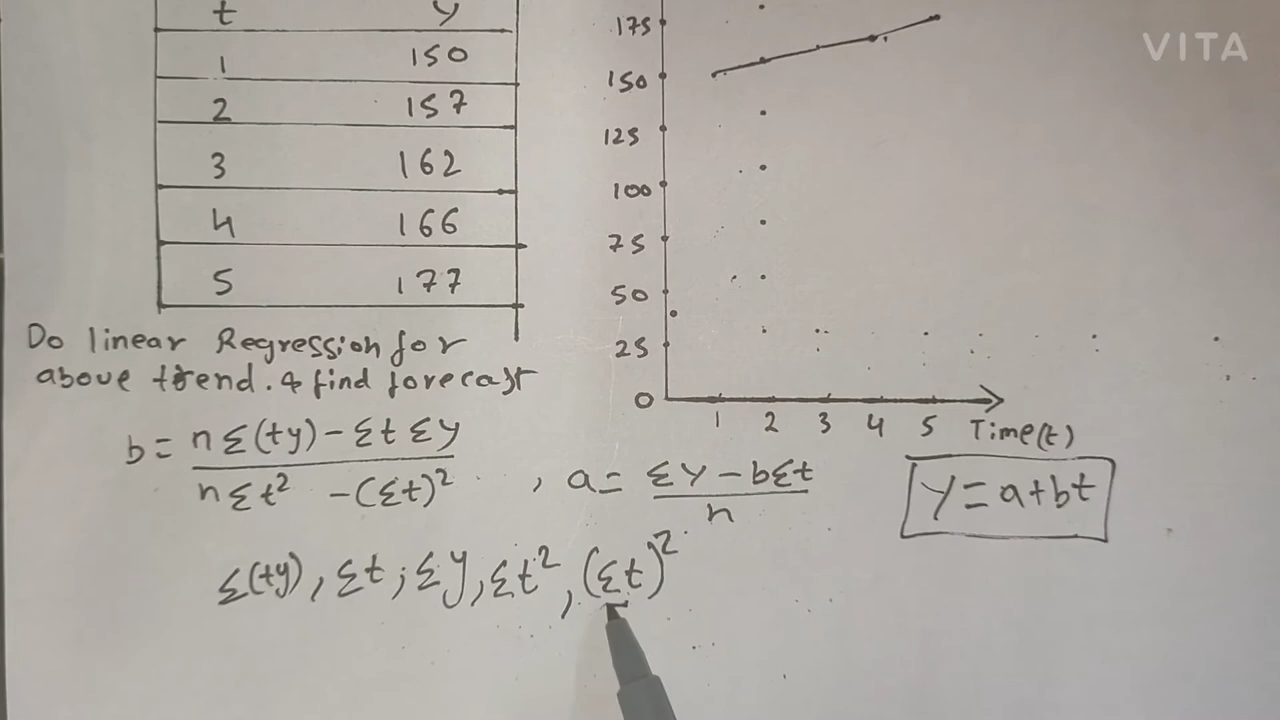 t y
1 150
2 157
3 162
4 166
5 177
Do linear Regression for
above trend. & find forecast
b = nΣ(ty) - Σt Σy
nΣt² - (Σt)²
, a = Σy - bΣt
n
y = a + bt
Σ(ty), Σt; Σy, Σt², (Σt)²
175
150
125
100
75
50
25
0
1 2 3 4 5 Time(t)
VITA